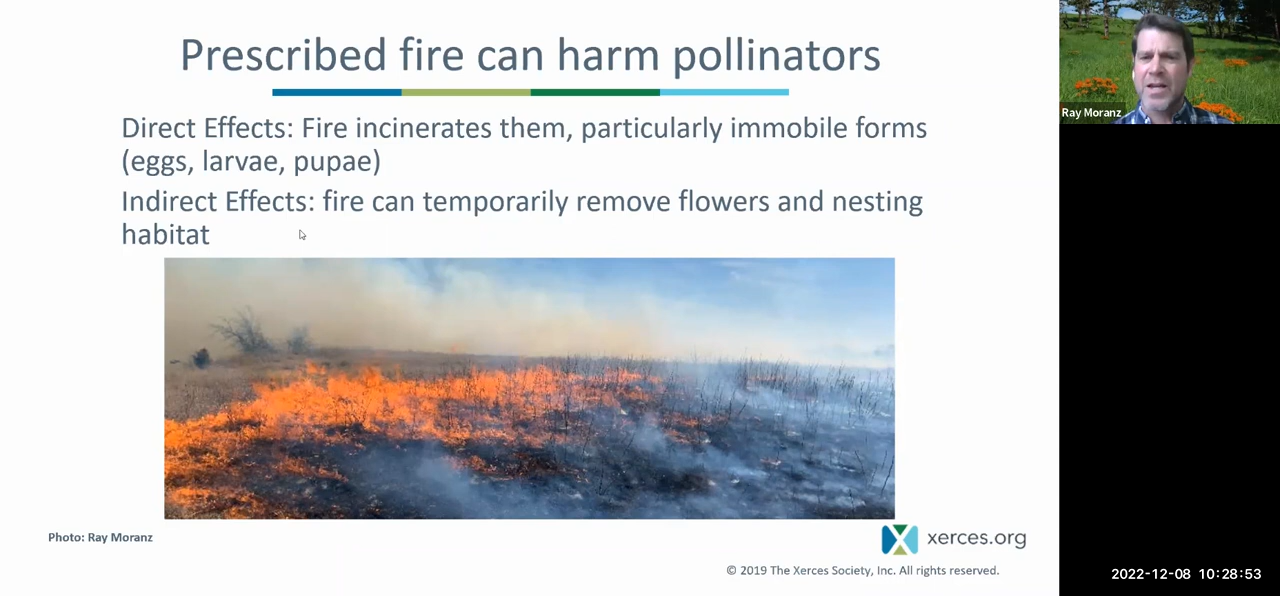 Prescribed fire can harm pollinators
Direct Effects: Fire incinerates them, particularly immobile forms
(eggs, larvae, pupae)
Indirect Effects: fire can temporarily remove flowers and nesting
habitat
Photo: Ray Moranz
xerces.org
© 2019 The Xerces Society, Inc. All rights reserved.
Ray Moranz
2022-12-08 10:28:53